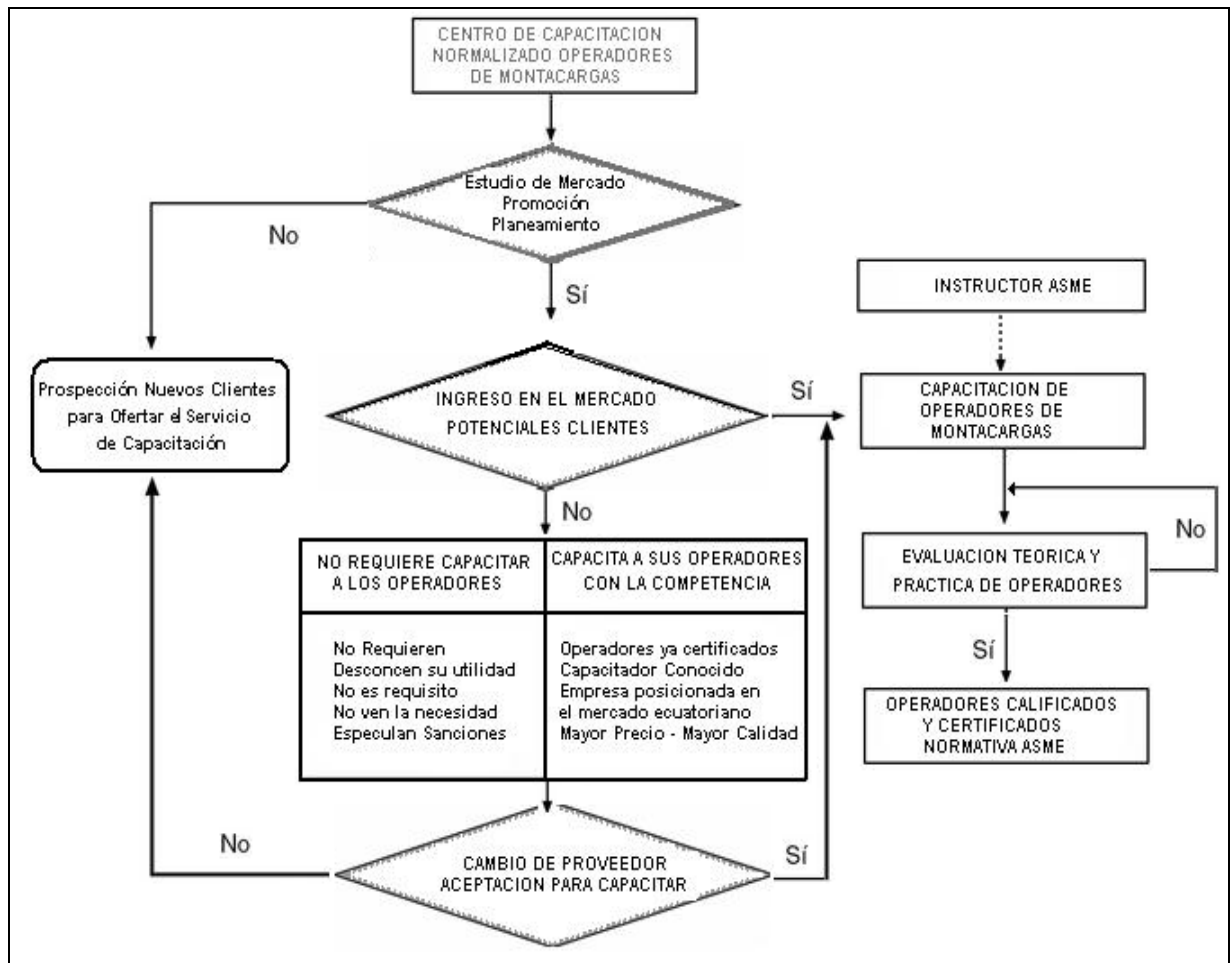 CENTRO DE CAPACITACION
NORMALIZADO OPERADORES
DE MONTACARGAS
Estudio de Mercado
Promoción
Planeamiento
No
Sí
INSTRUCTOR ASME
Prospección Nuevos Clientes
para Ofertar el Servicio
de Capacitación
INGRESO EN EL MERCADO
POTENCIALES CLIENTES
Sí
CAPACITACION DE
OPERADORES DE
MONTACARGAS
No
No
NO REQUIERE CAPACITAR
A LOS OPERADORES
CAPACITA A SUS OPERADORES
CON LA COMPETENCIA
EVALUACION TEORICA Y
PRACTICA DE OPERADORES
No Requieren
Desconcen su utilidad
No es requisito
No ven la necesidad
Especulan Sanciones
Operadores ya certificados
Capacitador Conocido
Empresa posicionada en
el mercado ecuatoriano
Mayor Precio - Mayor Calidad
Sí
OPERADORES CALIFICADOS
Y CERTIFICADOS
NORMATIVA ASME
No
CAMBIO DE PROVEEDOR
ACEPTACION PARA CAPACITAR
Sí